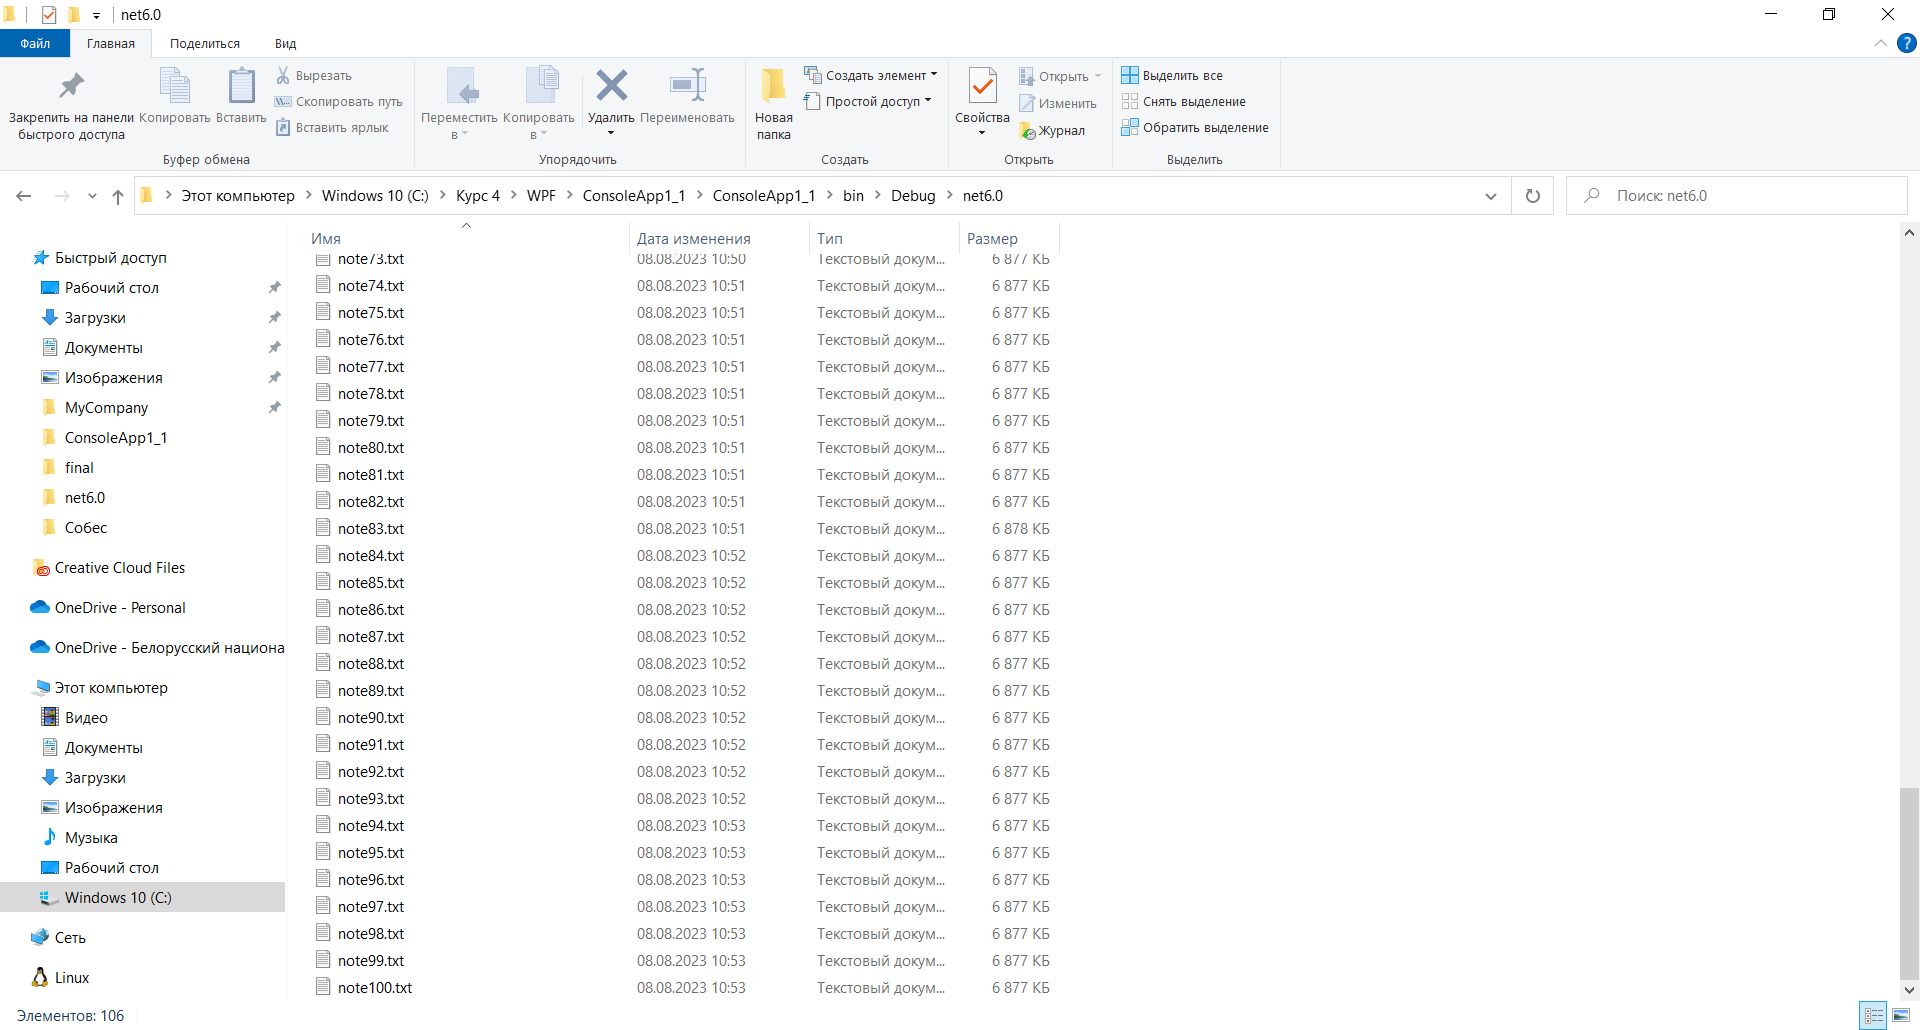 net6.0
Файл Главная Поделиться Вид
Закрепить на панели быстрого доступа
Копировать
Вставить
Вырезать
Скопировать путь
Вставить ярлык
Буфер обмена
Переместить в
Копировать в
Удалить
Переименовать
Упорядочить
Новая папка
Создать элемент
Простой доступ
Создать
Свойства
Открыть
Изменить
Журнал
Открыть
Выделить все
Снять выделение
Обратить выделение
Выделить
Этот компьютер > Windows 10 (C:) > Курс 4 > WPF > ConsoleApp1_1 > ConsoleApp1_1 > bin > Debug > net6.0
Поиск: net6.0
Быстрый доступ
Рабочий стол
Загрузки
Документы
Изображения
MyCompany
ConsoleApp1_1
final
net6.0
Собес
Creative Cloud Files
OneDrive - Personal
OneDrive - Белорусский национа
Этот компьютер
Видео
Документы
Загрузки
Изображения
Музыка
Рабочий стол
Windows 10 (C:)
Сеть
Linux
Имя Дата изменения Тип Размер
note73.txt 08.08.2023 10:50 Текстовый докум... 6 877 КБ
note74.txt 08.08.2023 10:51 Текстовый докум... 6 877 КБ
note75.txt 08.08.2023 10:51 Текстовый докум... 6 877 КБ
note76.txt 08.08.2023 10:51 Текстовый докум... 6 877 КБ
note77.txt 08.08.2023 10:51 Текстовый докум... 6 877 КБ
note78.txt 08.08.2023 10:51 Текстовый докум... 6 877 КБ
note79.txt 08.08.2023 10:51 Текстовый докум... 6 877 КБ
note80.txt 08.08.2023 10:51 Текстовый докум... 6 877 КБ
note81.txt 08.08.2023 10:51 Текстовый докум... 6 877 КБ
note82.txt 08.08.2023 10:51 Текстовый докум... 6 877 КБ
note83.txt 08.08.2023 10:51 Текстовый докум... 6 878 КБ
note84.txt 08.08.2023 10:52 Текстовый докум... 6 877 КБ
note85.txt 08.08.2023 10:52 Текстовый докум... 6 877 КБ
note86.txt 08.08.2023 10:52 Текстовый докум... 6 877 КБ
note87.txt 08.08.2023 10:52 Текстовый докум... 6 877 КБ
note88.txt 08.08.2023 10:52 Текстовый докум... 6 877 КБ
note89.txt 08.08.2023 10:52 Текстовый докум... 6 877 КБ
note90.txt 08.08.2023 10:52 Текстовый докум... 6 877 КБ
note91.txt 08.08.2023 10:52 Текстовый докум... 6 877 КБ
note92.txt 08.08.2023 10:52 Текстовый докум... 6 877 КБ
note93.txt 08.08.2023 10:52 Текстовый докум... 6 877 КБ
note94.txt 08.08.2023 10:53 Текстовый докум... 6 877 КБ
note95.txt 08.08.2023 10:53 Текстовый докум... 6 877 КБ
note96.txt 08.08.2023 10:53 Текстовый докум... 6 877 КБ
note97.txt 08.08.2023 10:53 Текстовый докум... 6 877 КБ
note98.txt 08.08.2023 10:53 Текстовый докум... 6 877 КБ
note99.txt 08.08.2023 10:53 Текстовый докум... 6 877 КБ
note100.txt 08.08.2023 10:53 Текстовый докум... 6 877 КБ
Элементов: 106